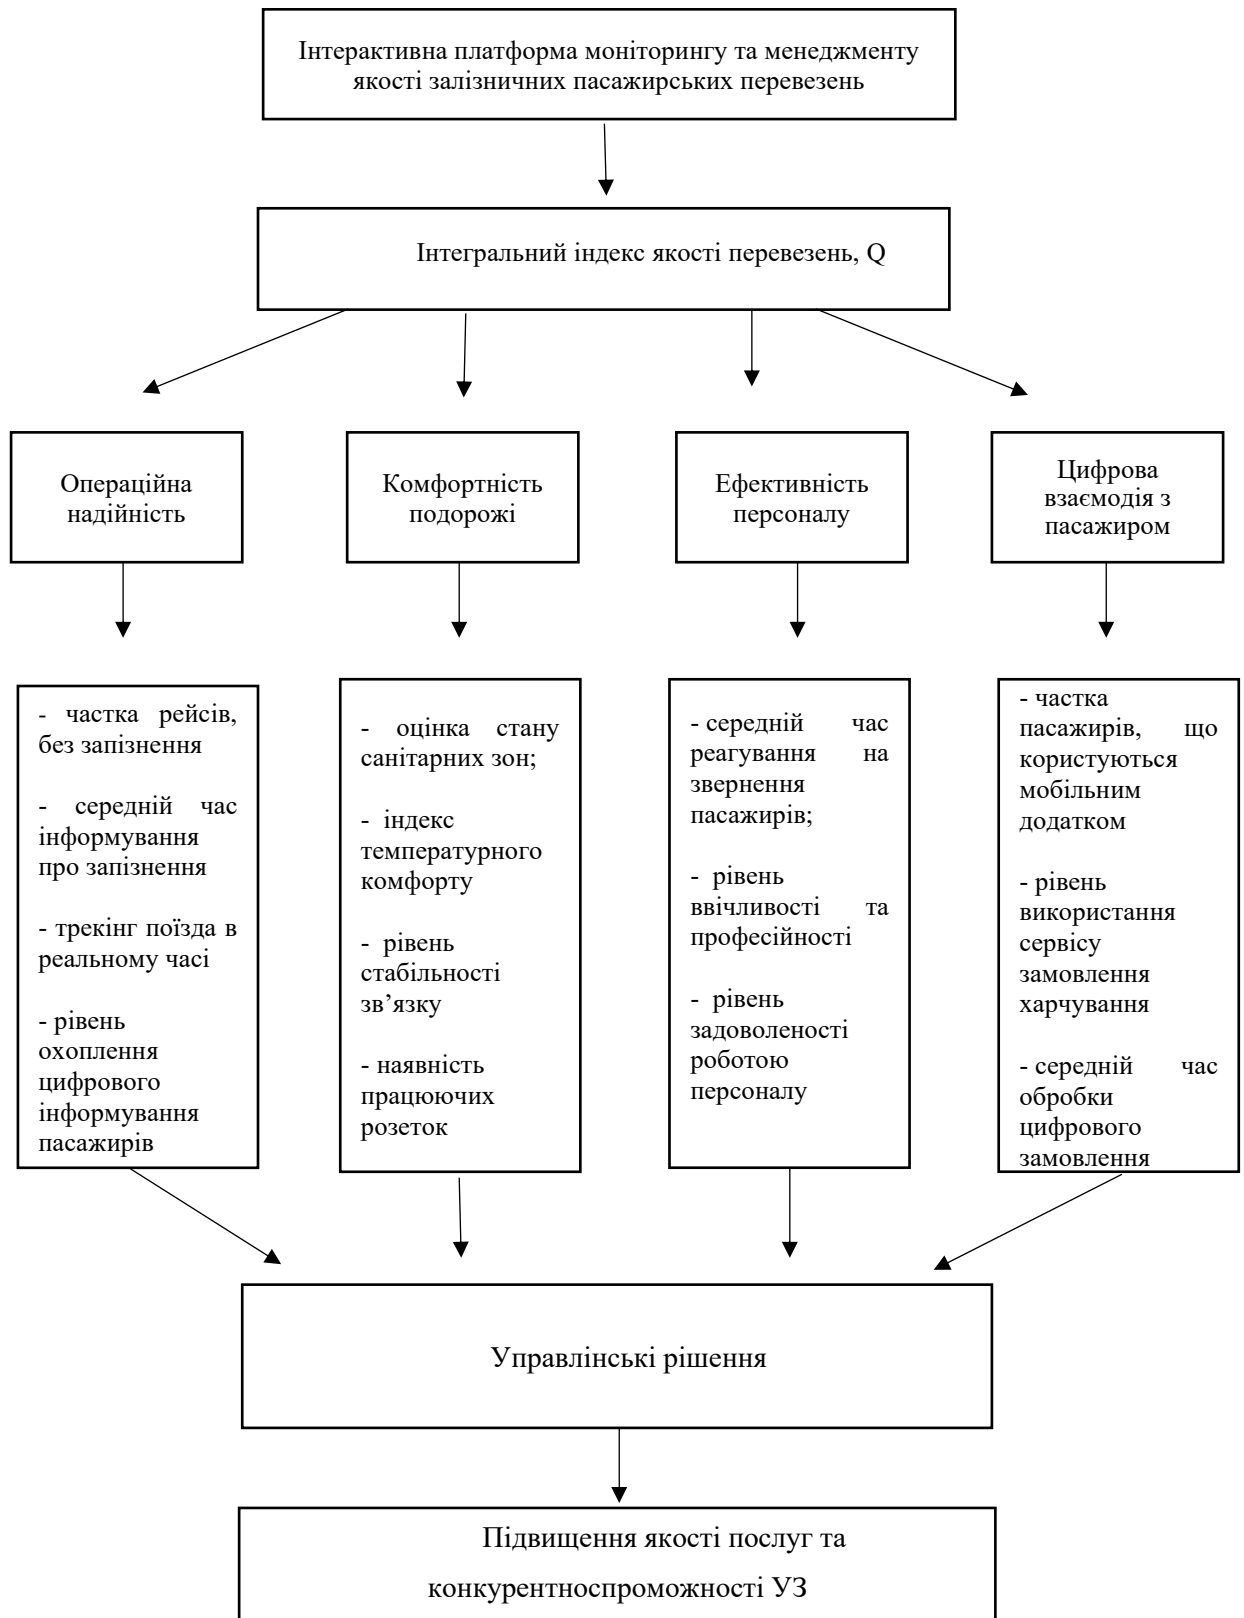 Інтерактивна платформа моніторингу та менеджменту
якості залізничних пасажирських перевезень
Інтегральний індекс якості перевезень, Q
Операційна
надійність
Комфортність
подорожі
Ефективність
персоналу
Цифрова
взаємодія з
пасажиром
- частка рейсів,
без запізнення
- середній час
інформування
про запізнення
- трекінг поїзда в
реальному часі
- рівень
охоплення
цифрового
інформування
пасажирів
- оцінка стану
санітарних зон;
- індекс
температурного
комфорту
- рівень
стабільності
зв’язку
- наявність
працюючих
розеток
- середній час
реагування на
звернення
пасажирів;
- рівень
ввічливості та
професійності
- рівень
задоволеності
роботою
персоналу
- частка
пасажирів, що
користуються
мобільним
додатком
- рівень
використання
сервісу
замовлення
харчування
- середній час
обробки
цифрового
замовлення
Управлінські рішення
Підвищення якості послуг та
конкурентноспроможності УЗ